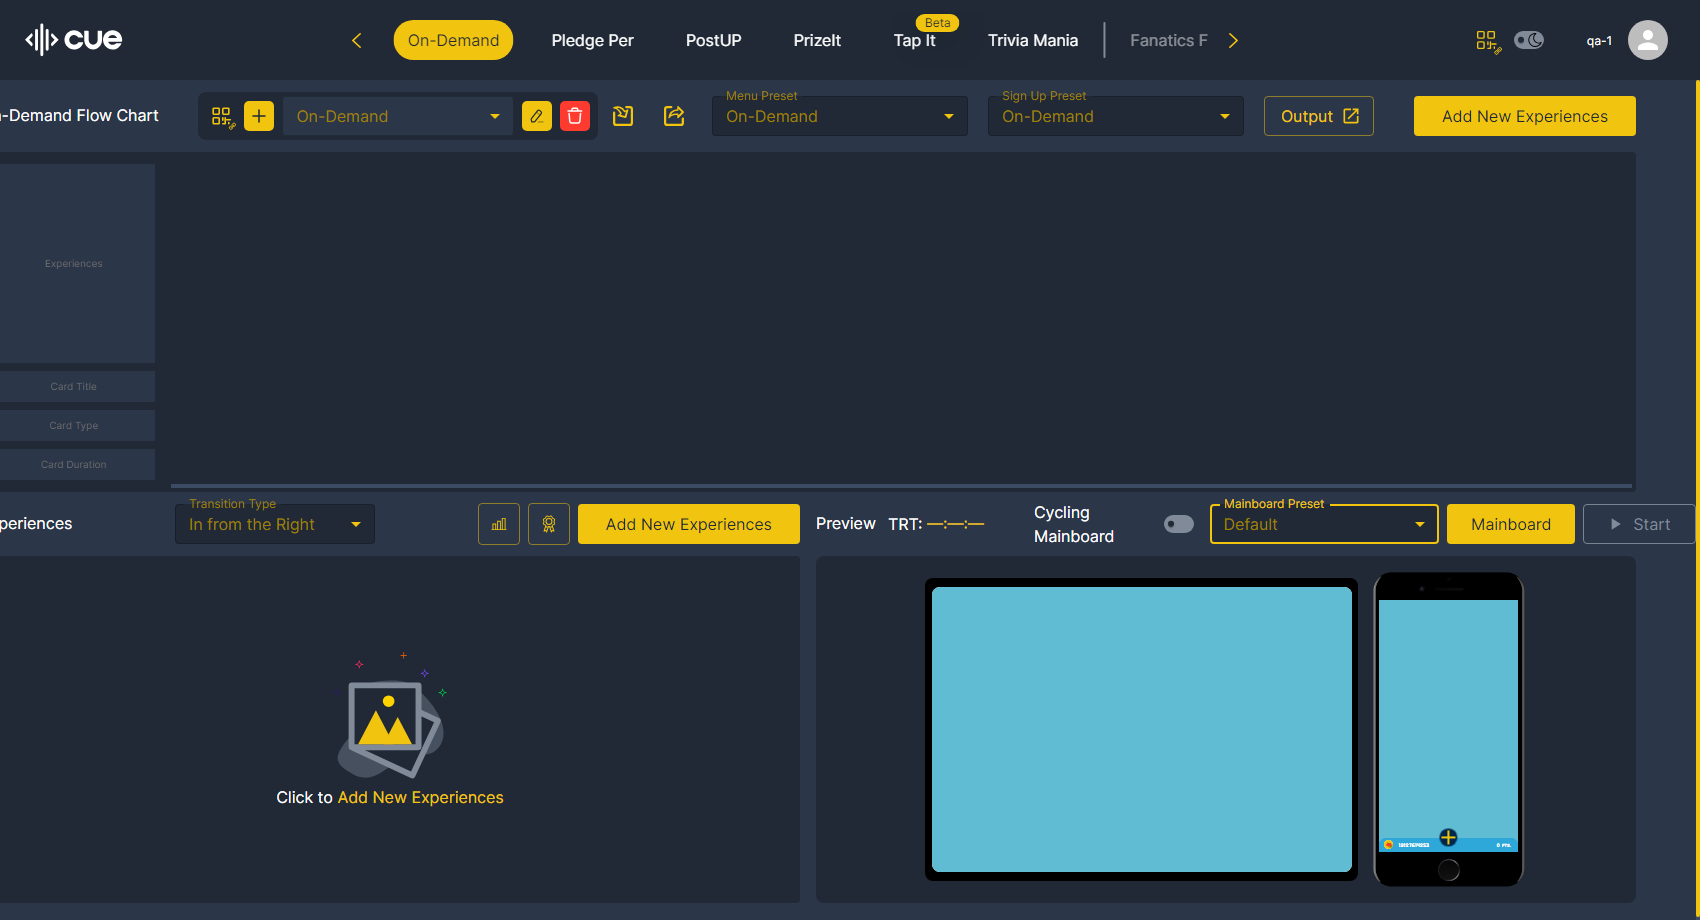 cue
On-Demand
Pledge Per
PostUP
PrizeIt
Beta
Tap It
Trivia Mania
Fanatics F
qa-1
-Demand Flow Chart
On-Demand
Menu Preset
On-Demand
Sign Up Preset
On-Demand
Output
Add New Experiences
Experiences
Card Title
Card Type
Card Duration
periences
Transition Type
In from the Right
Add New Experiences
Preview
TRT: —:—:—
Cycling
Mainboard
Mainboard Preset
Default
Mainboard
Start
Click to Add New Experiences
0 PTS.